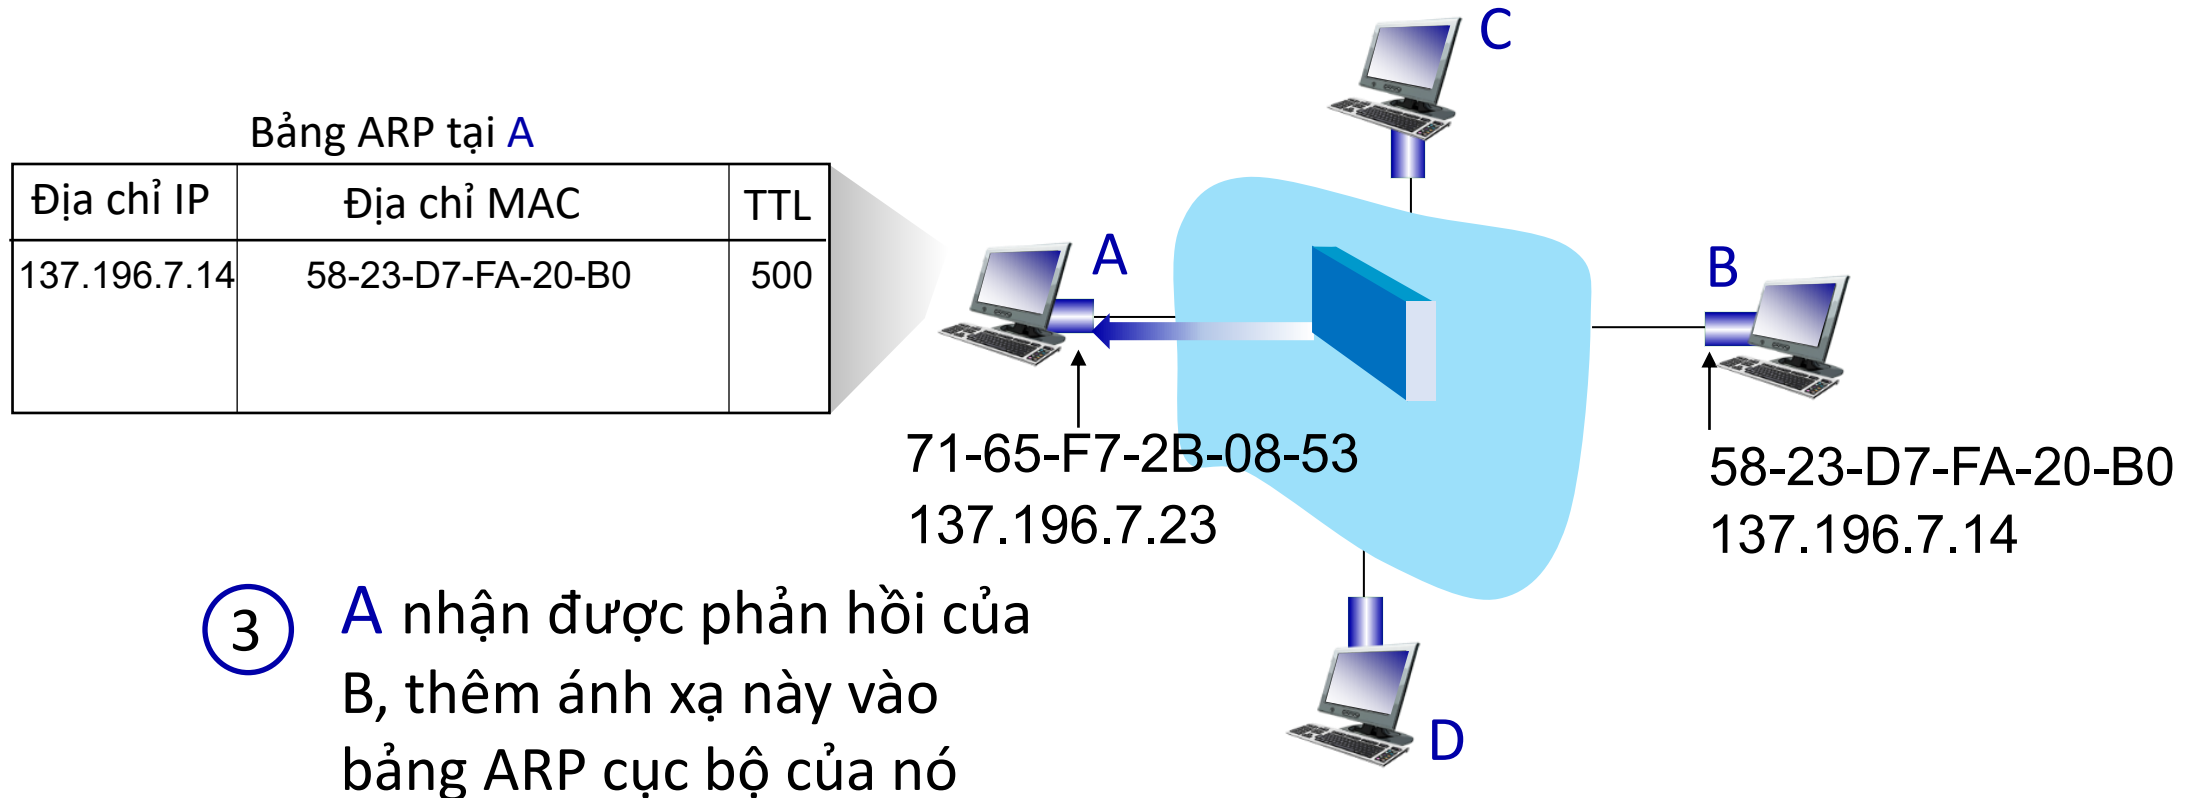 C
Bảng ARP tại A
Địa chỉ IP Địa chỉ MAC TTL
137.196.7.14 58-23-D7-FA-20-B0 500
A
B
71-65-F7-2B-08-53
137.196.7.23
58-23-D7-FA-20-B0
137.196.7.14
3 A nhận được phản hồi của
B, thêm ánh xạ này vào
bảng ARP cục bộ của nó
D